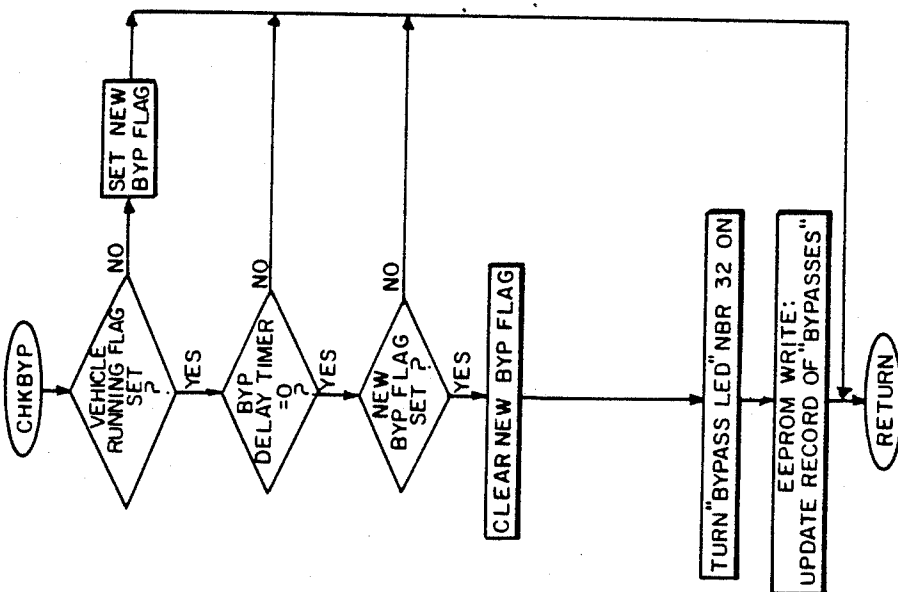 CHKBYP
VEHICLE
RUNNING FLAG
SET
?
NO
SET NEW
BYP FLAG
YES
BYP
DELAY TIMER
=0
?
NO
YES
NEW
BYP FLAG
SET ?
NO
YES
CLEAR NEW BYP FLAG
TURN "BYPASS LED" NBR 32 ON
EEPROM WRITE:
UPDATE RECORD OF "BYPASSES"
RETURN